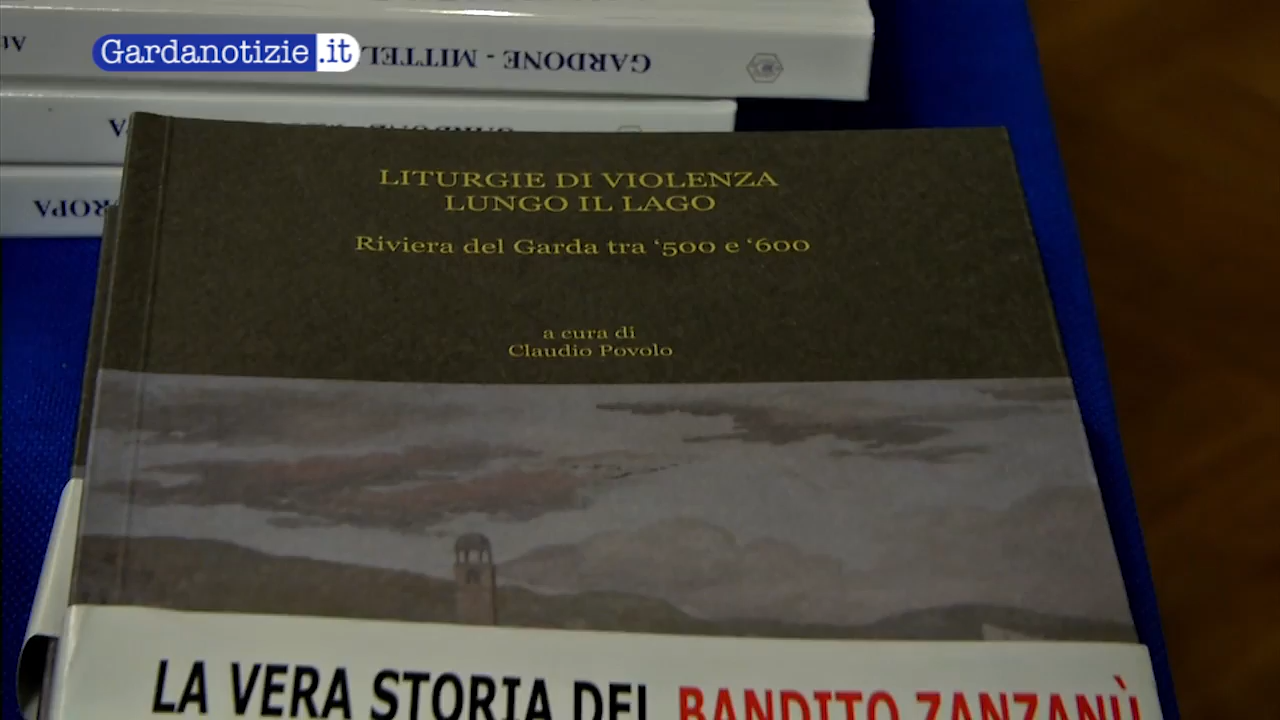 Gardanotizie.it
GARDONE - MITTEL
LITURGIE DI VIOLENZA
LUNGO IL LAGO
Riviera del Garda tra ‘500 e ‘600
a cura di
Claudio Povolo
LA VERA STORIA DEL BANDITO ZANZANÙ